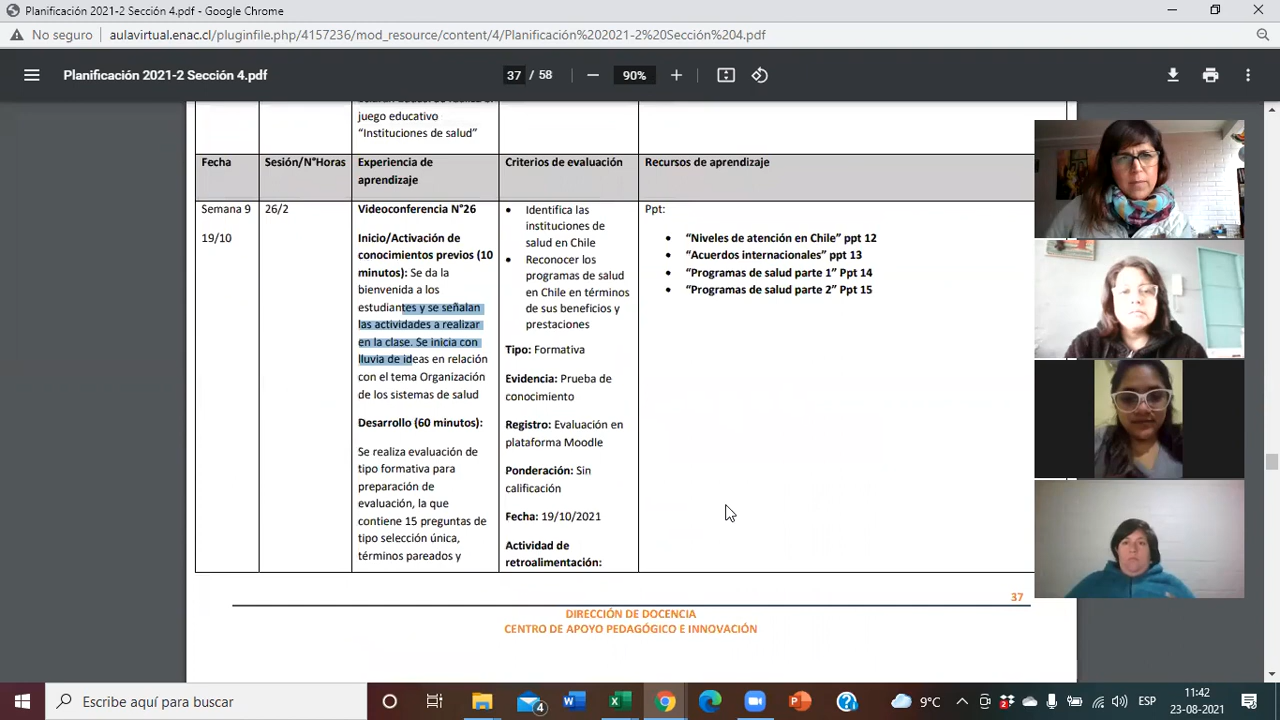 Planificación 2021-2 Sección 4.pdf - Google Chrome
No seguro
aulavirtual.enac.cl/pluginfile.php/4157236/mod_resource/content/4/Planificación%202021-2%20Sección%204.pdf
Planificación 2021-2 Sección 4.pdf
37 / 58
90%
juego educativo
“Instituciones de salud”
Fecha
Sesión/N°Horas
Experiencia de
aprendizaje
Criterios de evaluación
Recursos de aprendizaje
Semana 9
19/10
26/2
Videoconferencia N°26
Inicio/Activación de
conocimientos previos (10
minutos): Se da la
bienvenida a los
estudiantes y se señalan
las actividades a realizar
en la clase. Se inicia con
lluvia de ideas en relación
con el tema Organización
de los sistemas de salud
Desarrollo (60 minutos):
Se realiza evaluación de
tipo formativa para
preparación de
evaluación, la que
contiene 15 preguntas de
tipo selección única,
términos pareados y
• Identifica las
instituciones de
salud en Chile
• Reconocer los
programas de salud
en Chile en términos
de sus beneficios y
prestaciones
Tipo: Formativa
Evidencia: Prueba de
conocimiento
Registro: Evaluación en
plataforma Moodle
Ponderación: Sin
calificación
Fecha: 19/10/2021
Actividad de
retroalimentación:
Ppt:
• “Niveles de atención en Chile” ppt 12
• “Acuerdos internacionales” ppt 13
• “Programas de salud parte 1” Ppt 14
• “Programas de salud parte 2” Ppt 15
37
DIRECCIÓN DE DOCENCIA
CENTRO DE APOYO PEDAGÓGICO E INNOVACIÓN
Escribe aquí para buscar
4
9°C
ESP
11:42
23-08-2021